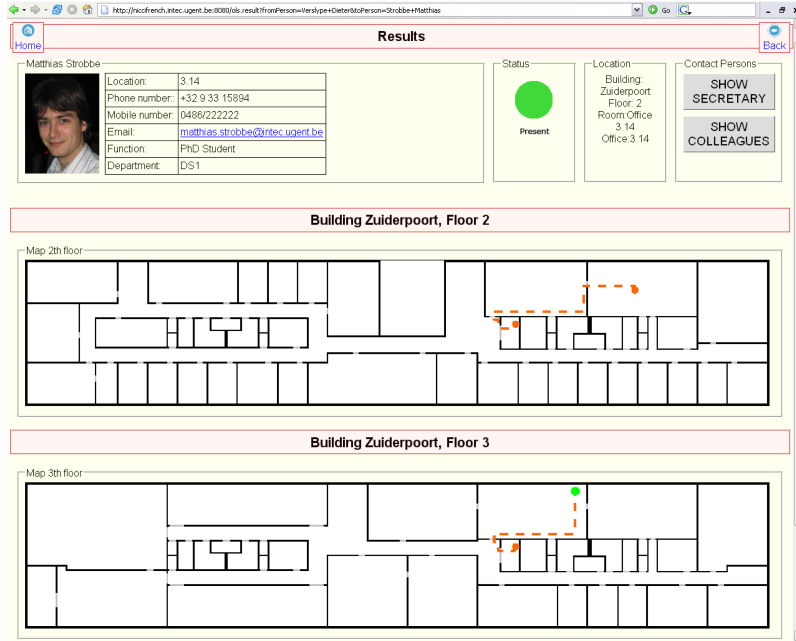 http://niccifrench.intec.ugent.be:8080/ols.result?fromPerson=Verslype+Dieter&toPerson=Strobbe+Matthias
Go
Home
Results
Back
Matthias Strobbe
Location: 3.14
Phone number:: +32 9 33 15894
Mobile number: 0486/222222
Email: matthias.strobbe@intec.ugent.be
Function: PhD Student
Department: DS1
Status
Present
Location
Building:
Zuiderpoort
Floor: 2
Room:Office
3.14
Office:3.14
Contact Persons
SHOW
SECRETARY
SHOW
COLLEAGUES
Building Zuiderpoort, Floor 2
Map 2th floor
Building Zuiderpoort, Floor 3
Map 3th floor